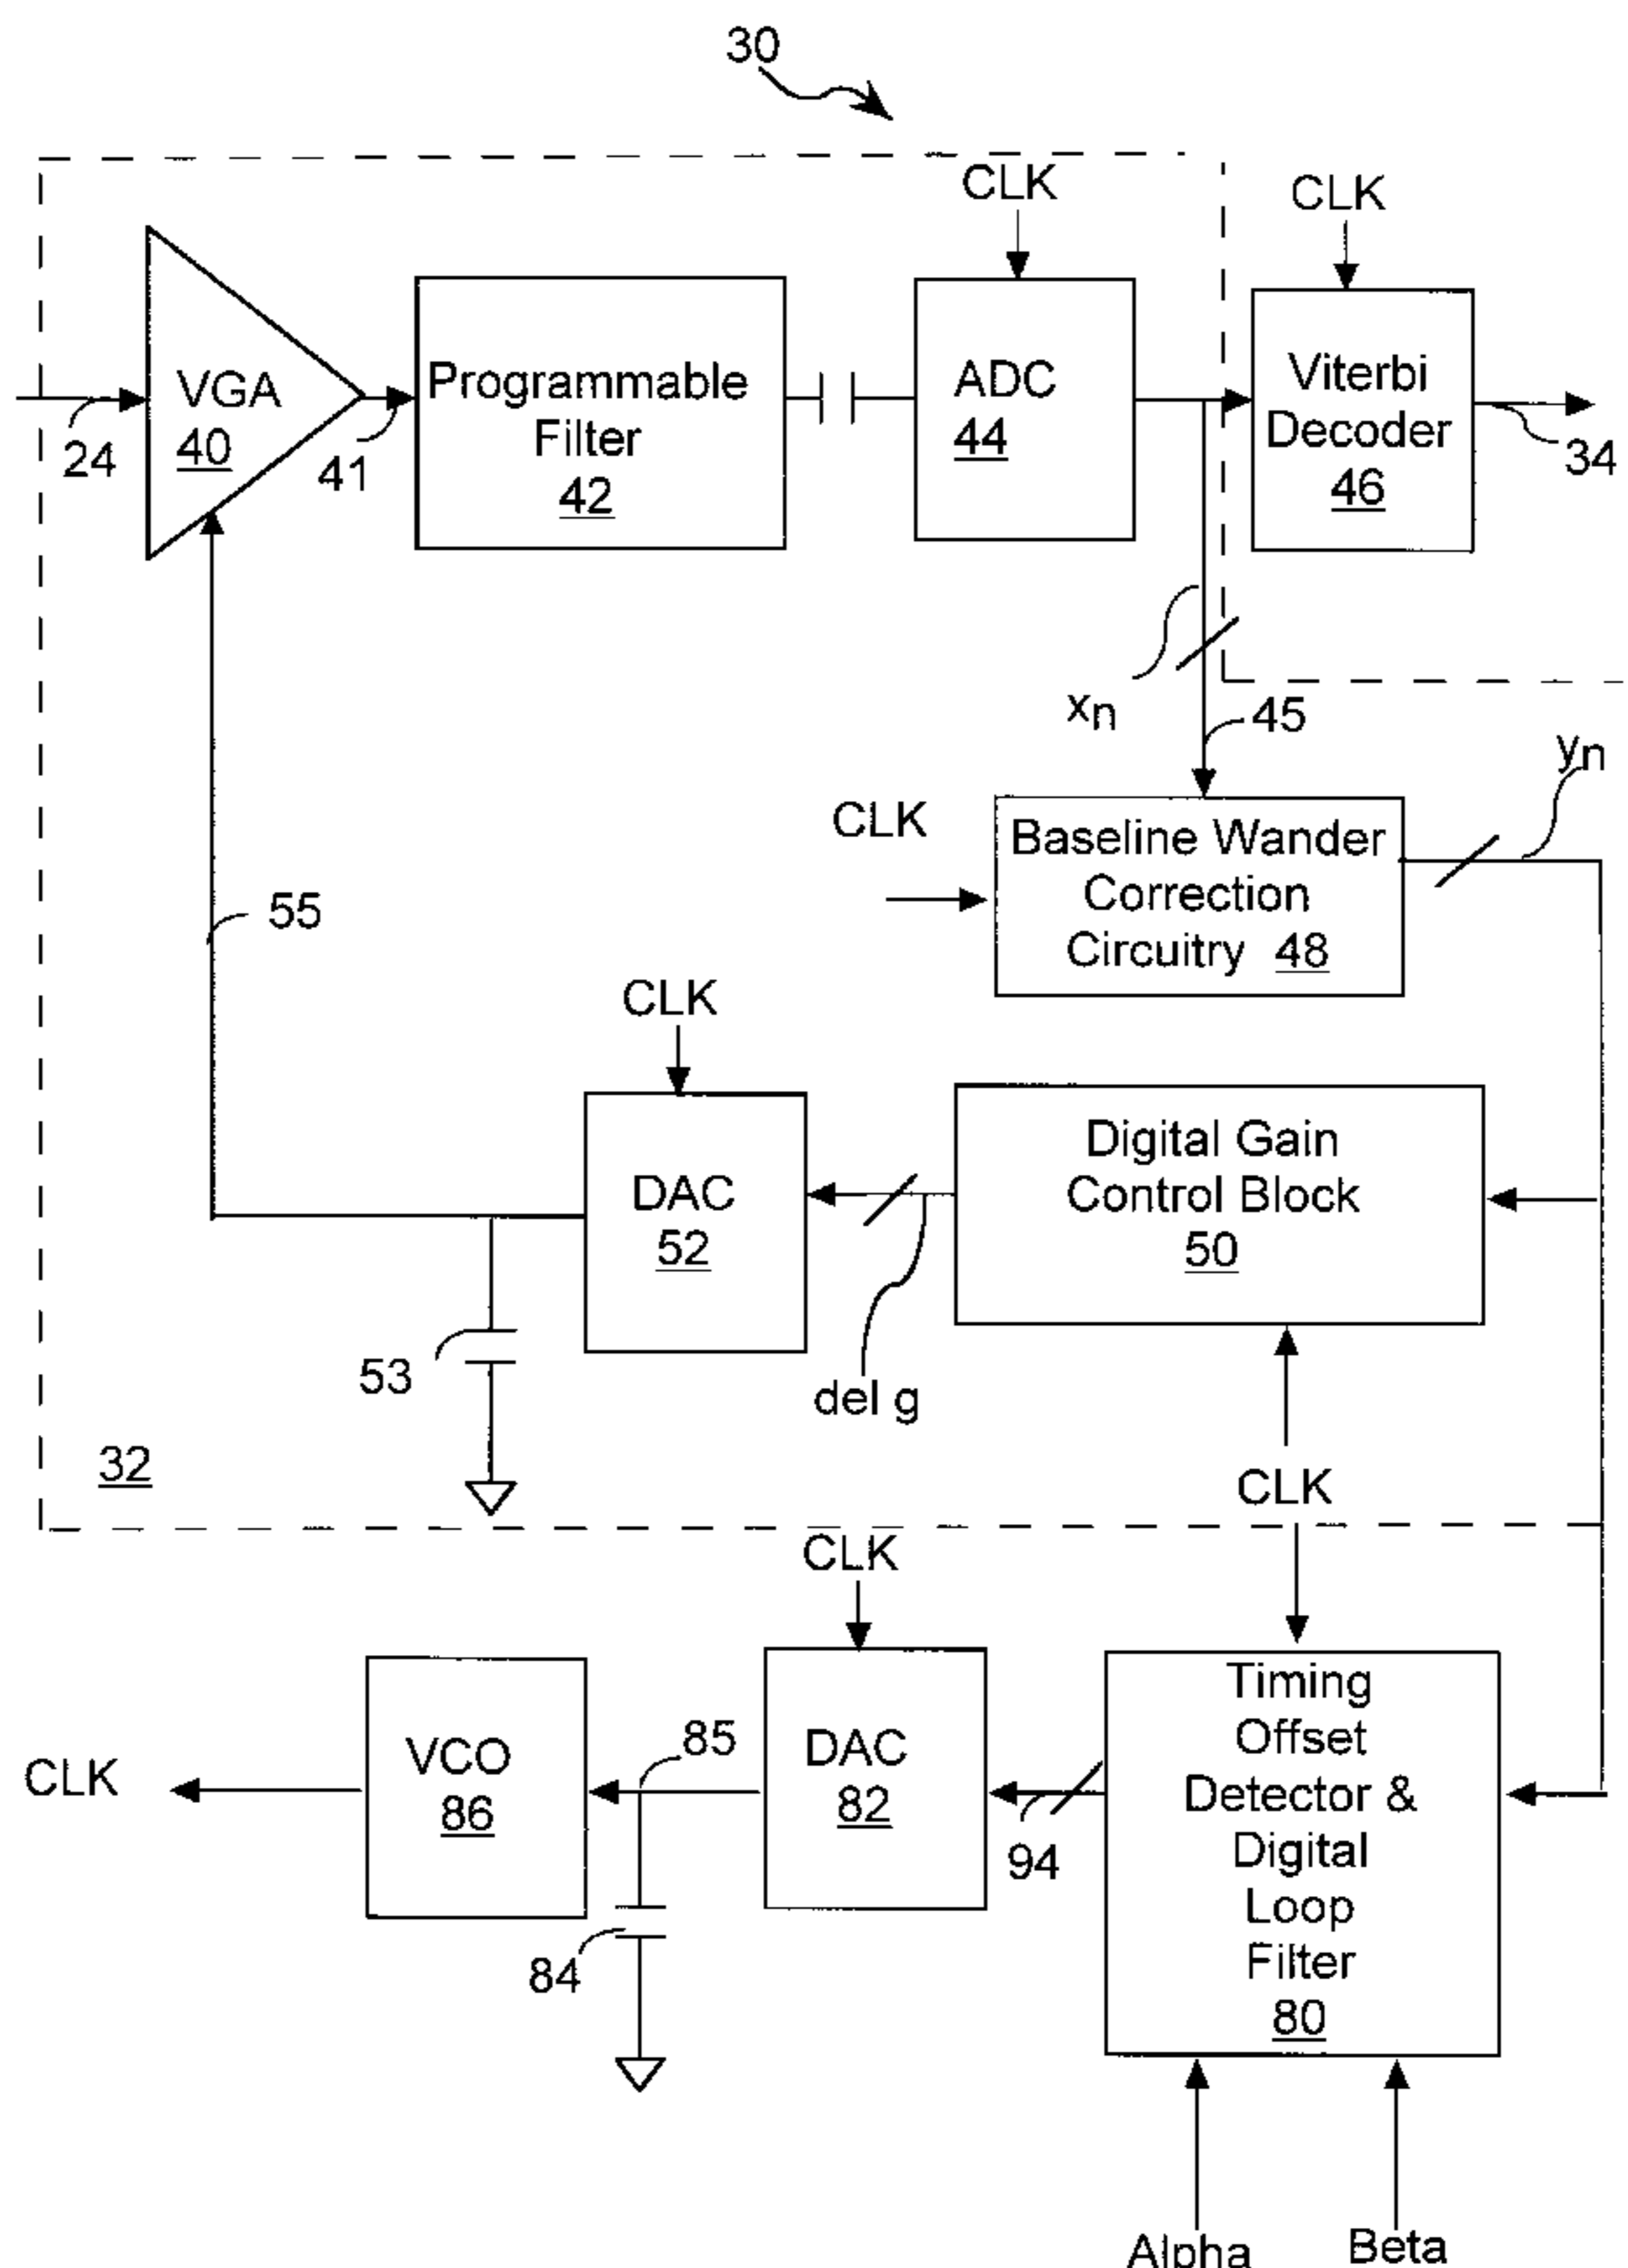 30
CLK
CLK
VGA
40
24
41
Programmable
Filter
42
ADC
44
Viterbi
Decoder
46
34
xn
45
yn
CLK
Baseline Wander
Correction
Circuitry 48
55
CLK
DAC
52
Digital Gain
Control Block
50
53
del g
32
CLK
CLK
CLK
VCO
86
85
DAC
82
94
84
Timing
Offset
Detector &
Digital
Loop
Filter
80
Alpha
Beta